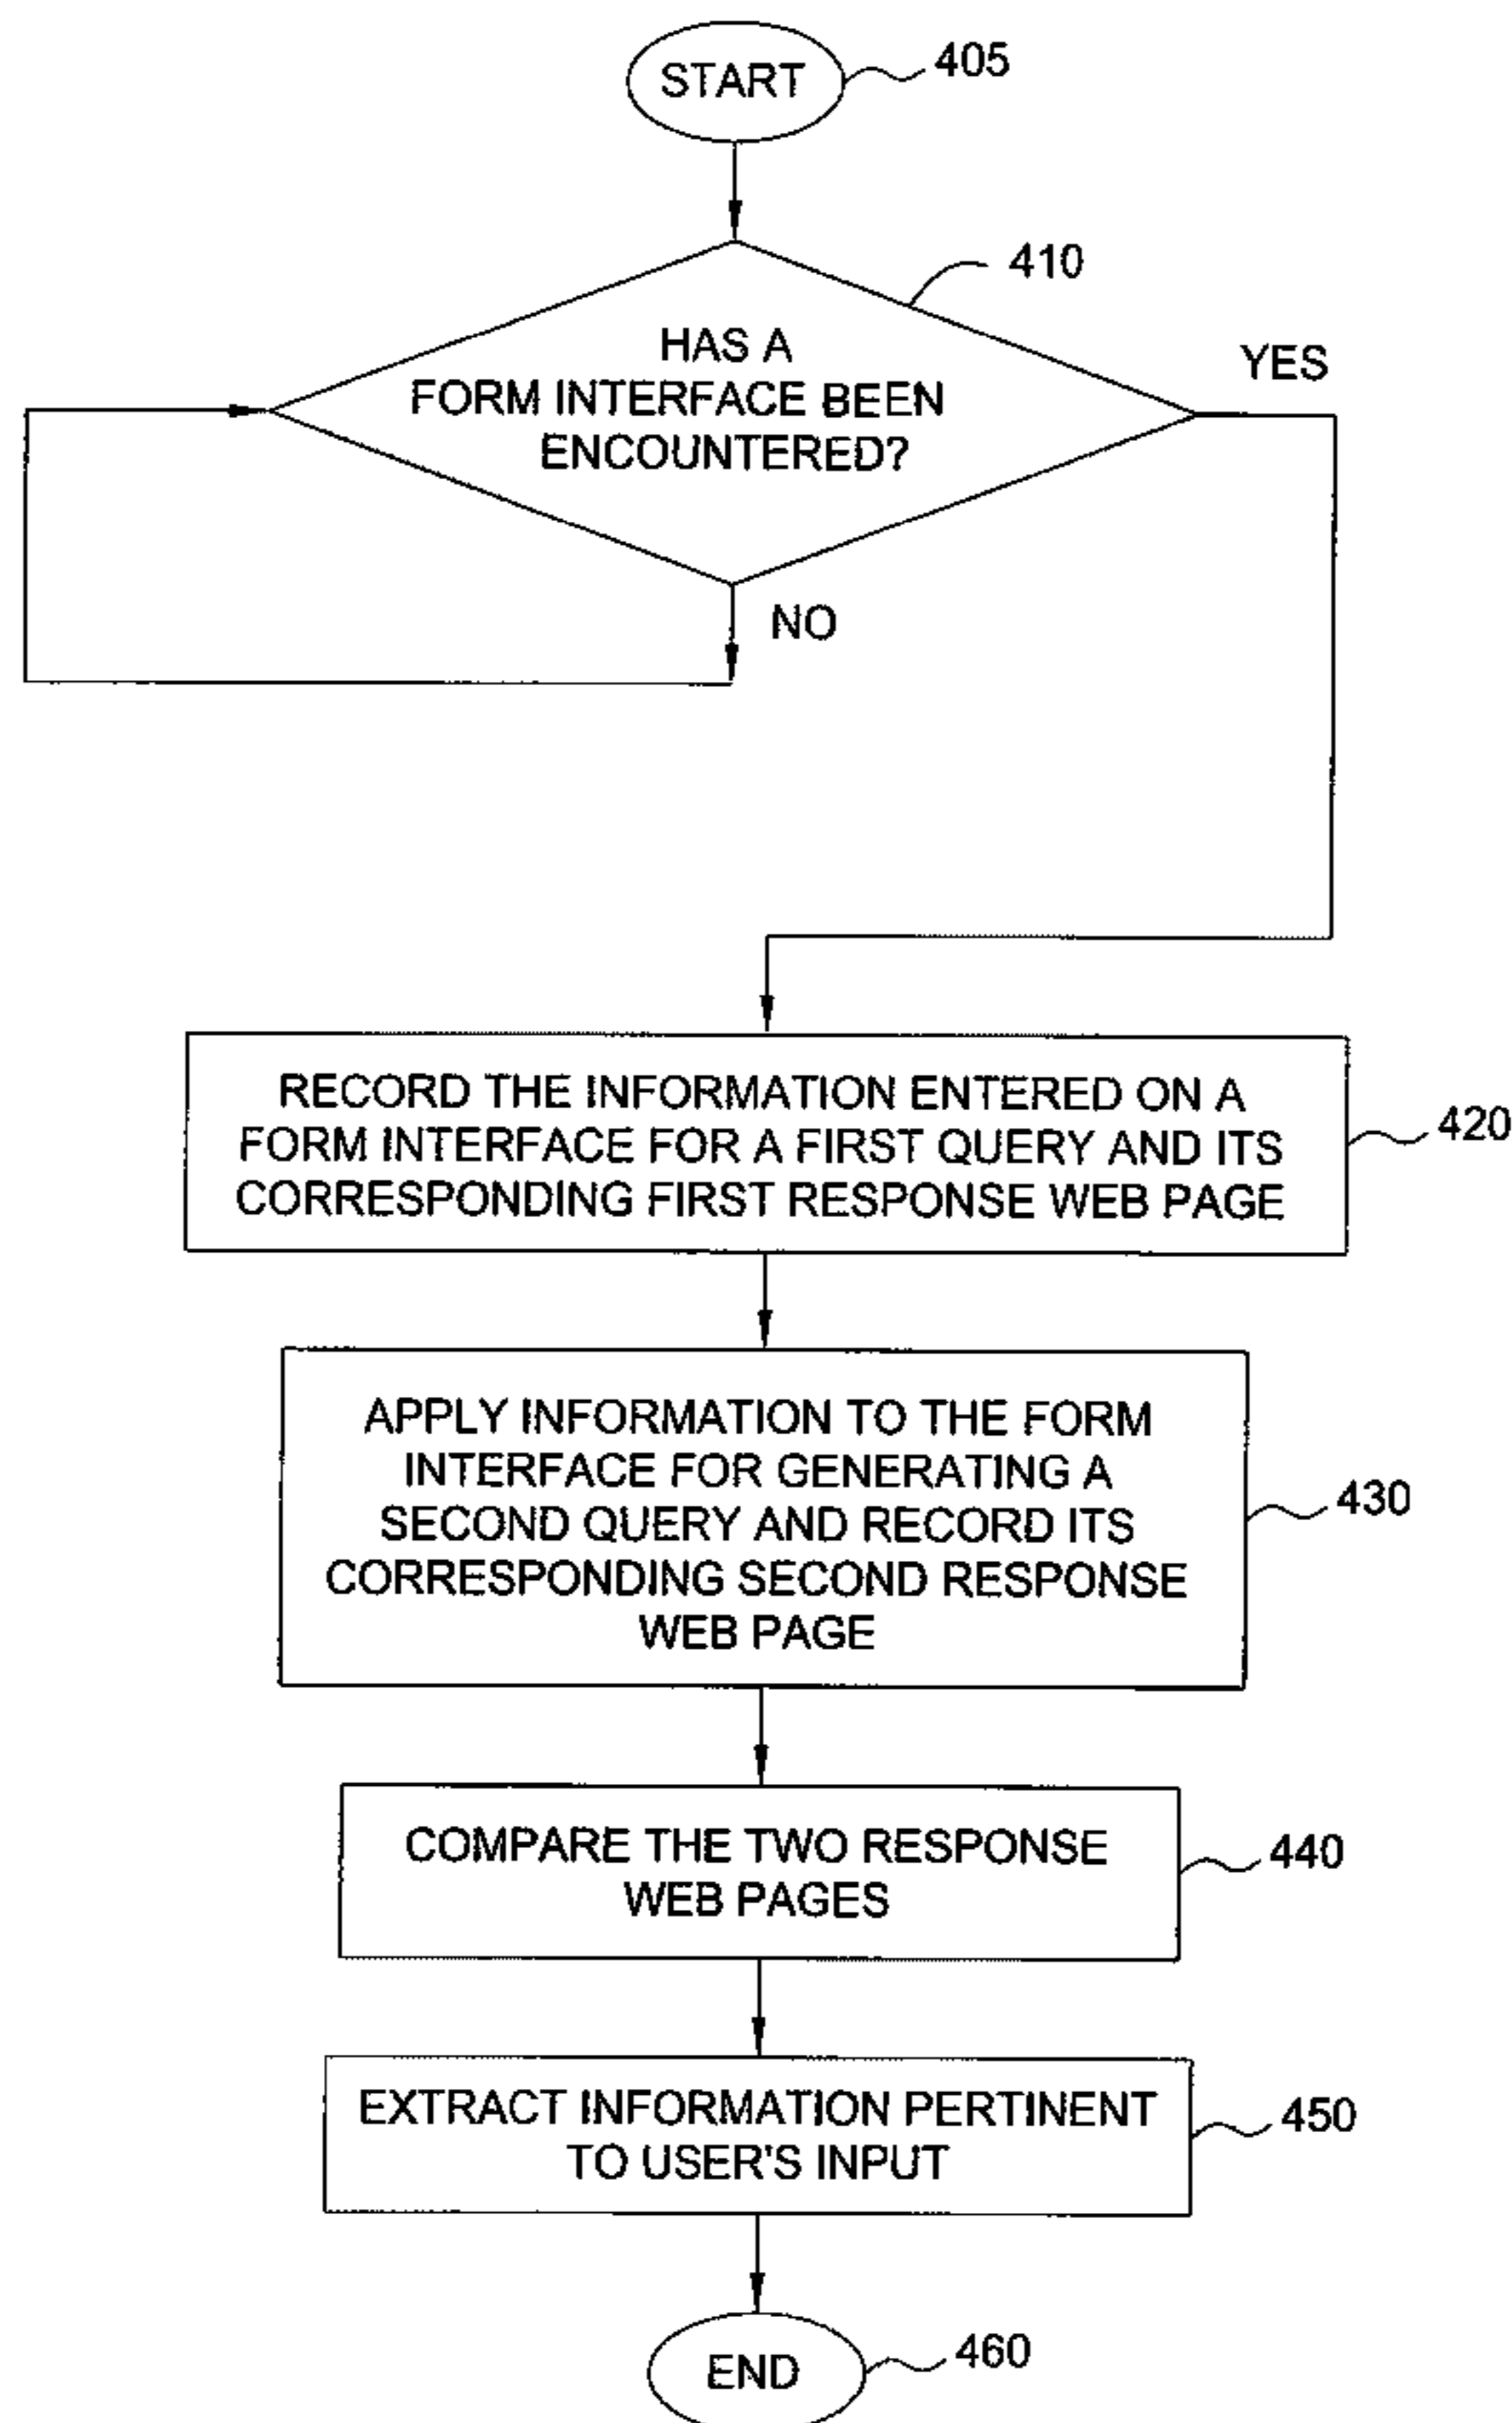 START
405
410
HAS A
FORM INTERFACE BEEN
ENCOUNTERED?
YES
NO
RECORD THE INFORMATION ENTERED ON A
FORM INTERFACE FOR A FIRST QUERY AND ITS
CORRESPONDING FIRST RESPONSE WEB PAGE
420
APPLY INFORMATION TO THE FORM
INTERFACE FOR GENERATING A
SECOND QUERY AND RECORD ITS
CORRESPONDING SECOND RESPONSE
WEB PAGE
430
COMPARE THE TWO RESPONSE
WEB PAGES
440
EXTRACT INFORMATION PERTINENT
TO USER'S INPUT
450
END
460